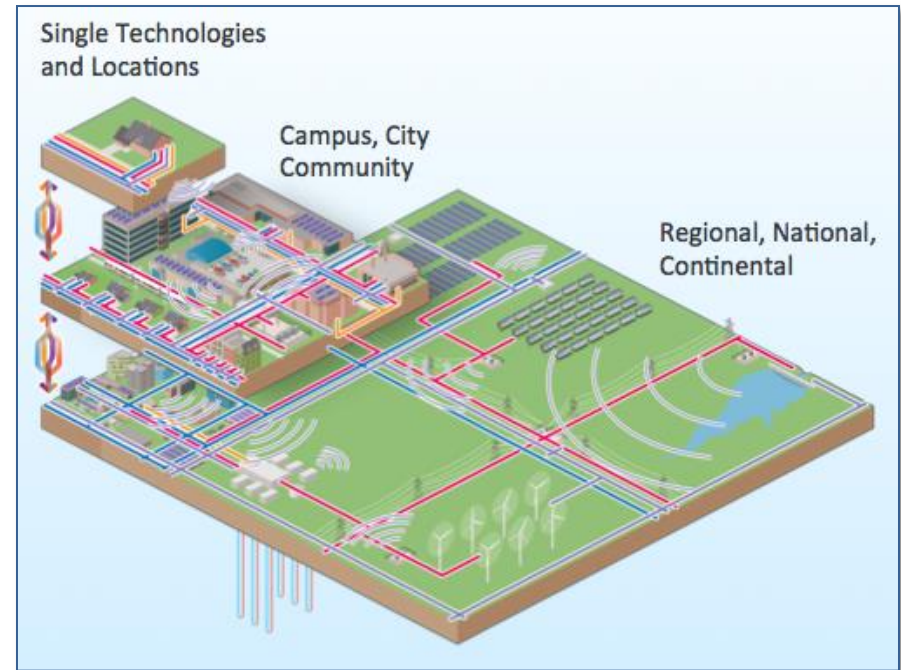 Single Technologies
and Locations
Campus, City
Community
Regional, National,
Continental